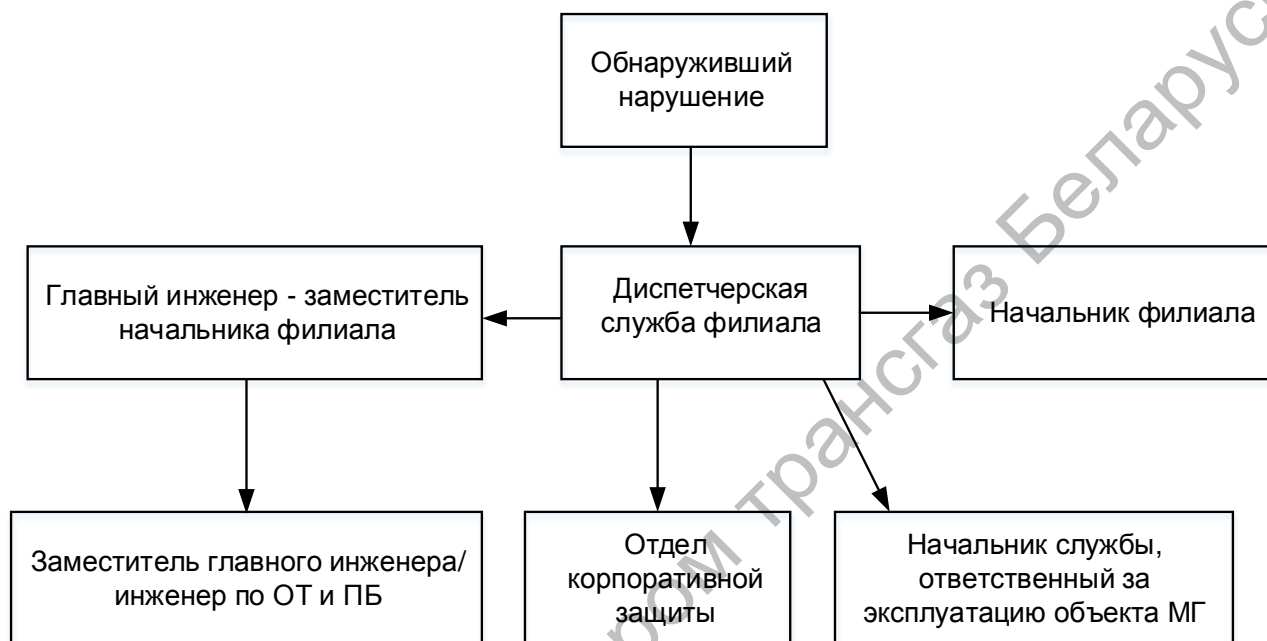 Обнаруживший
нарушение
Главный инженер - заместитель
начальника филиала
Диспетчерская
служба филиала
Начальник филиала
Заместитель главного инженера/
инженер по ОТ и ПБ
Отдел
корпоративной
защиты
Начальник службы,
ответственный за
эксплуатацию объекта МГ
трансгаз